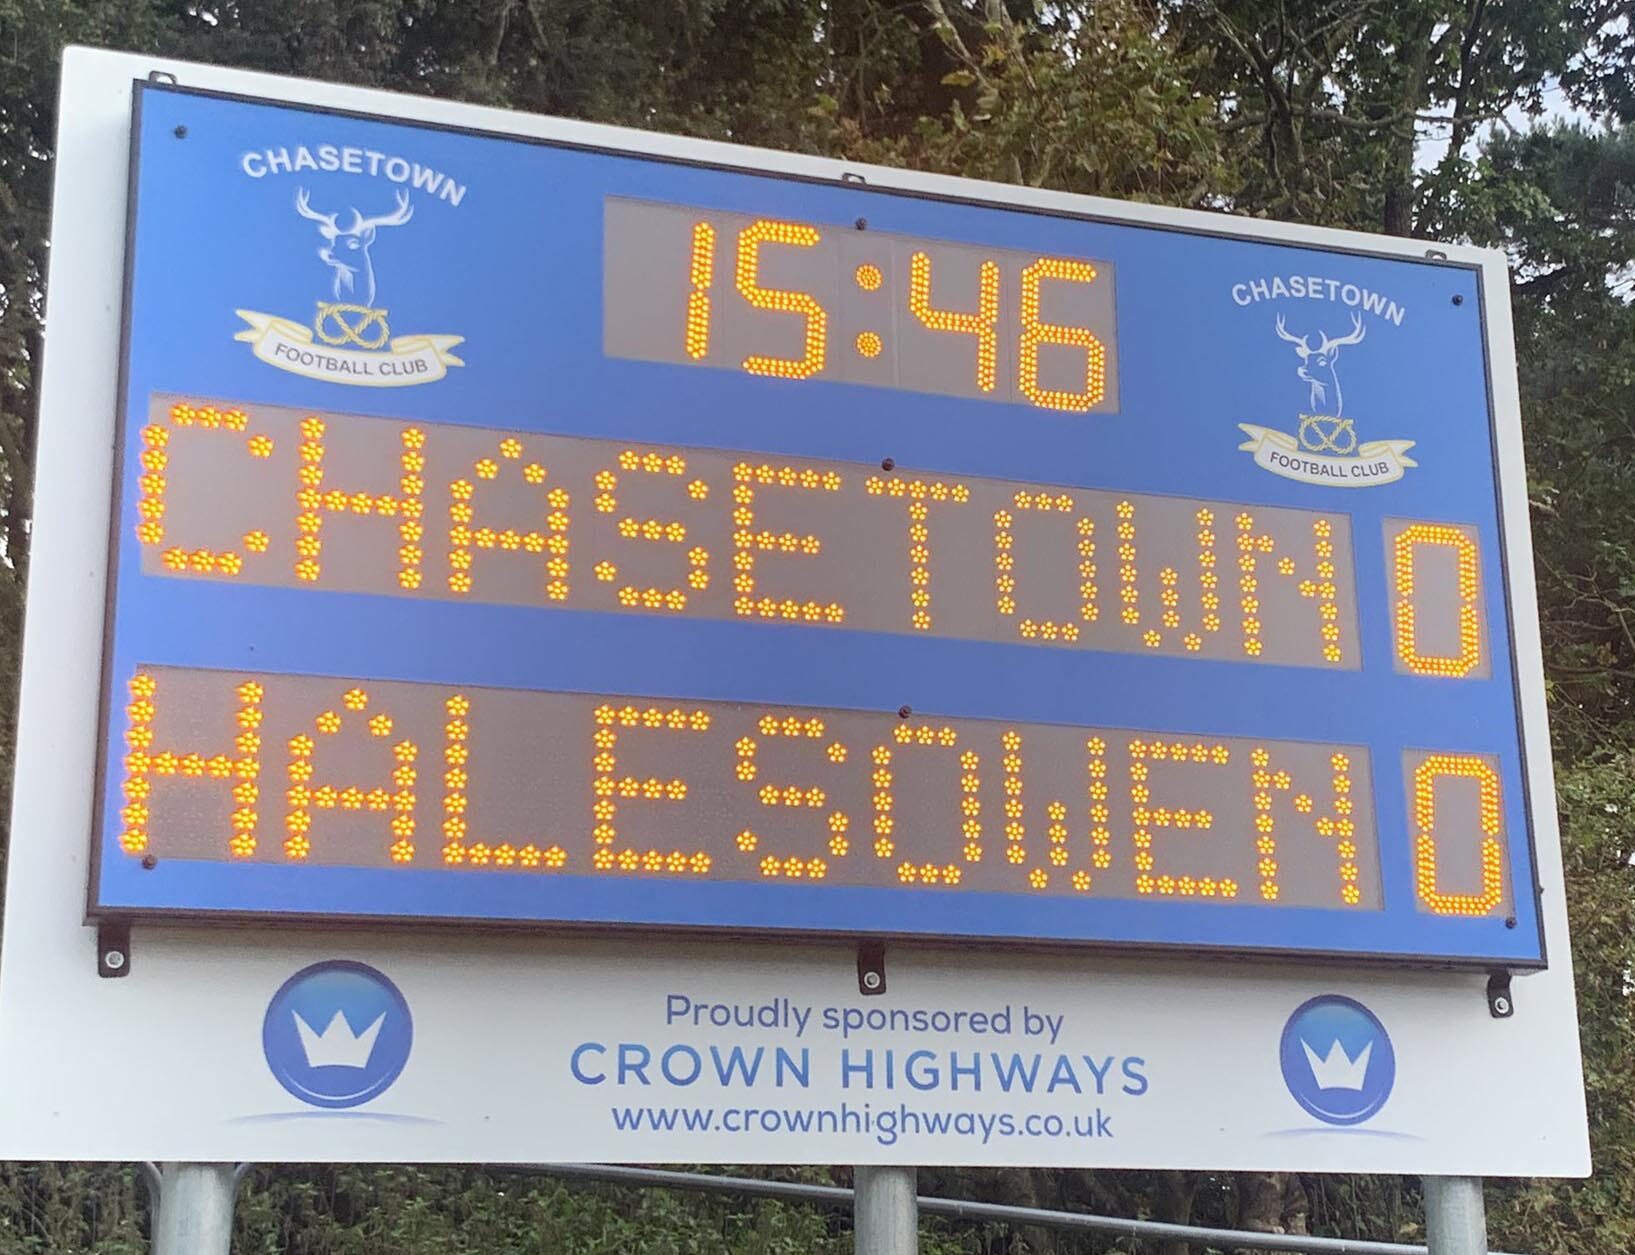 CHASETOWN
FOOTBALL CLUB
15:46
CHASETOWN
FOOTBALL CLUB
CHASETOWN 0
HALESOWEN 0
Proudly sponsored by
CROWN HIGHWAYS
www.crownhighways.co.uk